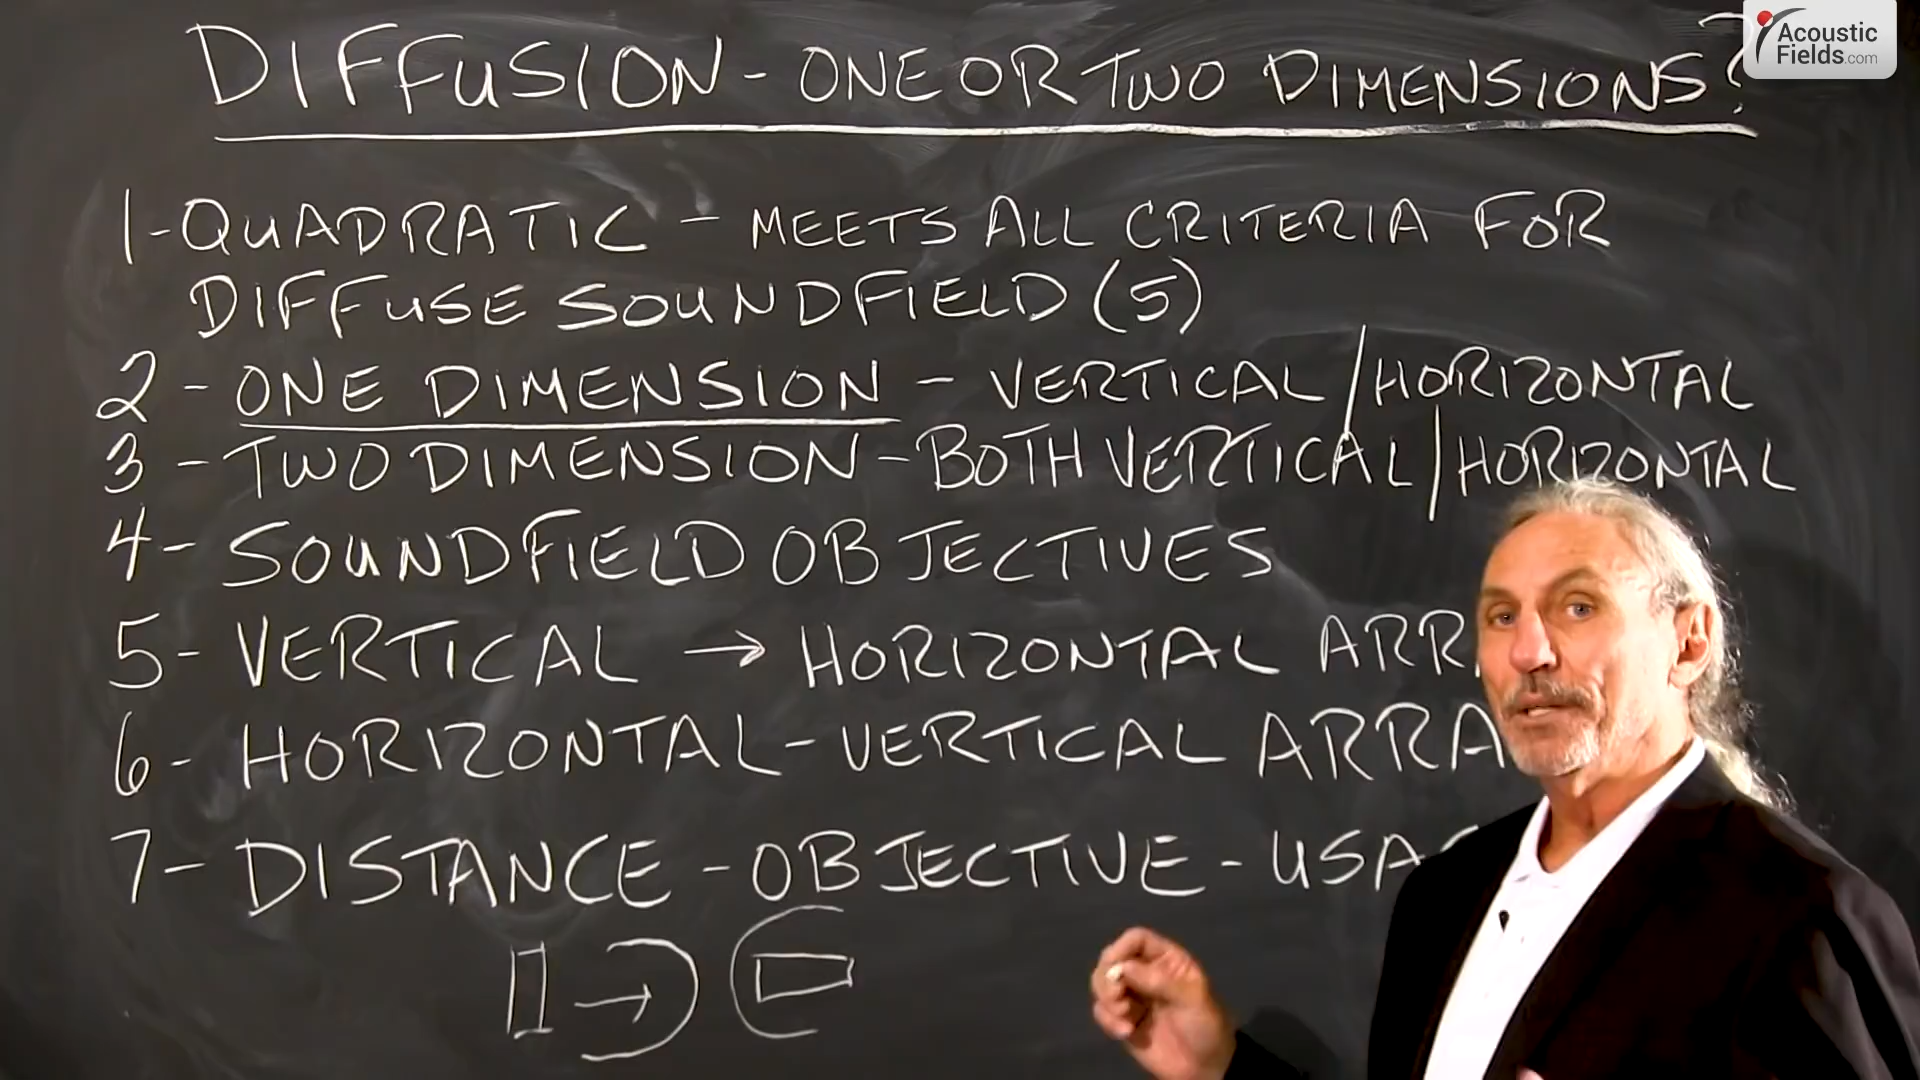 DIFFUSION - ONE OR TWO DIMENSIONS?
Acoustic
Fields.com
1-QUADRATIC - MEETS ALL CRITERIA FOR
DIFFUSE SOUNDFIELD (5)
2 - ONE DIMENSION - VERTICAL/HORIZONTAL
3 - TWO DIMENSION - BOTH VERTICAL/HORIZONTAL
4 - SOUNDFIELD OBJECTIVES
5 - VERTICAL → HORIZONTAL
6 - HORIZONTAL - VERTICAL
7 - DISTANCE - OBJECTIVE -